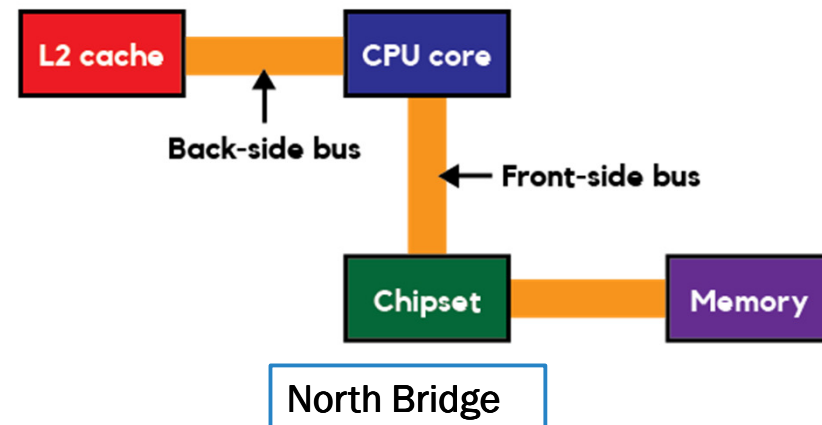 L2 cache
CPU core
Back-side bus
Front-side bus
Chipset
Memory
North Bridge